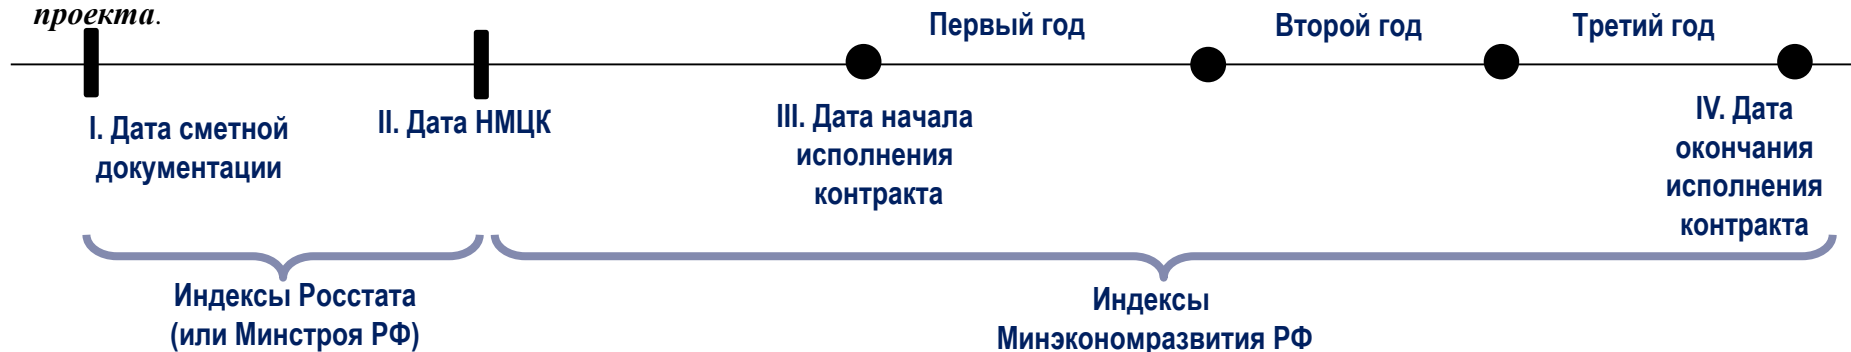 проекта.
Первый год
Второй год
Третий год
I. Дата сметной
документации
II. Дата НМЦК
III. Дата начала
исполнения
контракта
IV. Дата
окончания
исполнения
контракта
Индексы Росстата
(или Минстроя РФ)
Индексы
Минэкономразвития РФ